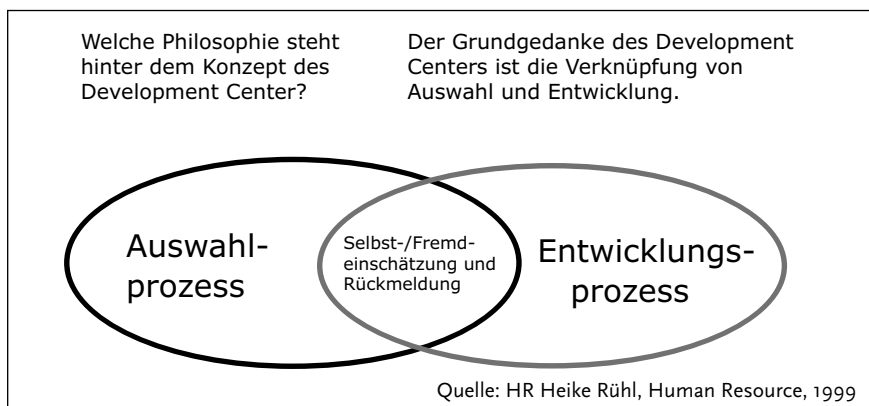 Welche Philosophie steht
hinter dem Konzept des
Development Center?
Der Grundgedanke des Development
Centers ist die Verknüpfung von
Auswahl und Entwicklung.
Auswahl-
prozess
Selbst-/Fremd-
einschätzung und
Rückmeldung
Entwicklungs-
prozess
Quelle: HR Heike Rühl, Human Resource, 1999